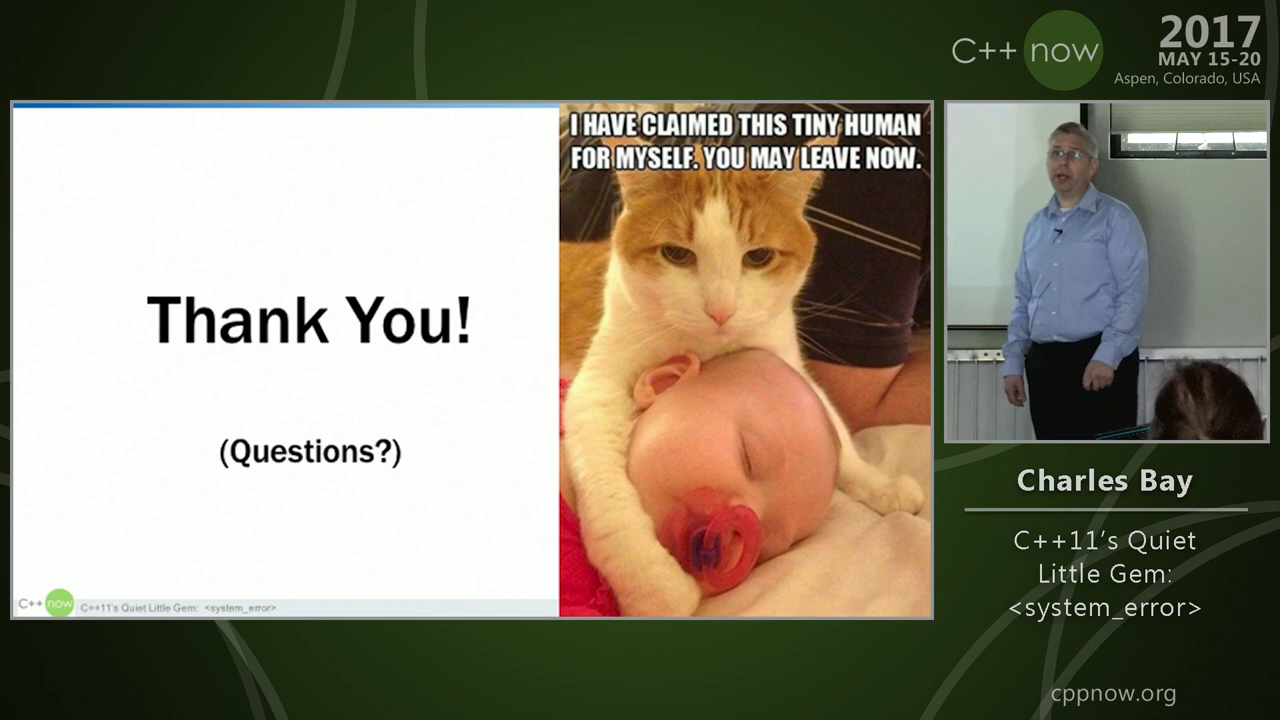 C++ now
2017
MAY 15-20
Aspen, Colorado, USA
I HAVE CLAIMED THIS TINY HUMAN
FOR MYSELF. YOU MAY LEAVE NOW.
Thank You!
(Questions?)
C++ now C++11's Quiet Little Gem: <system_error>
Charles Bay
C++11’s Quiet
Little Gem:
<system_error>
cppnow.org